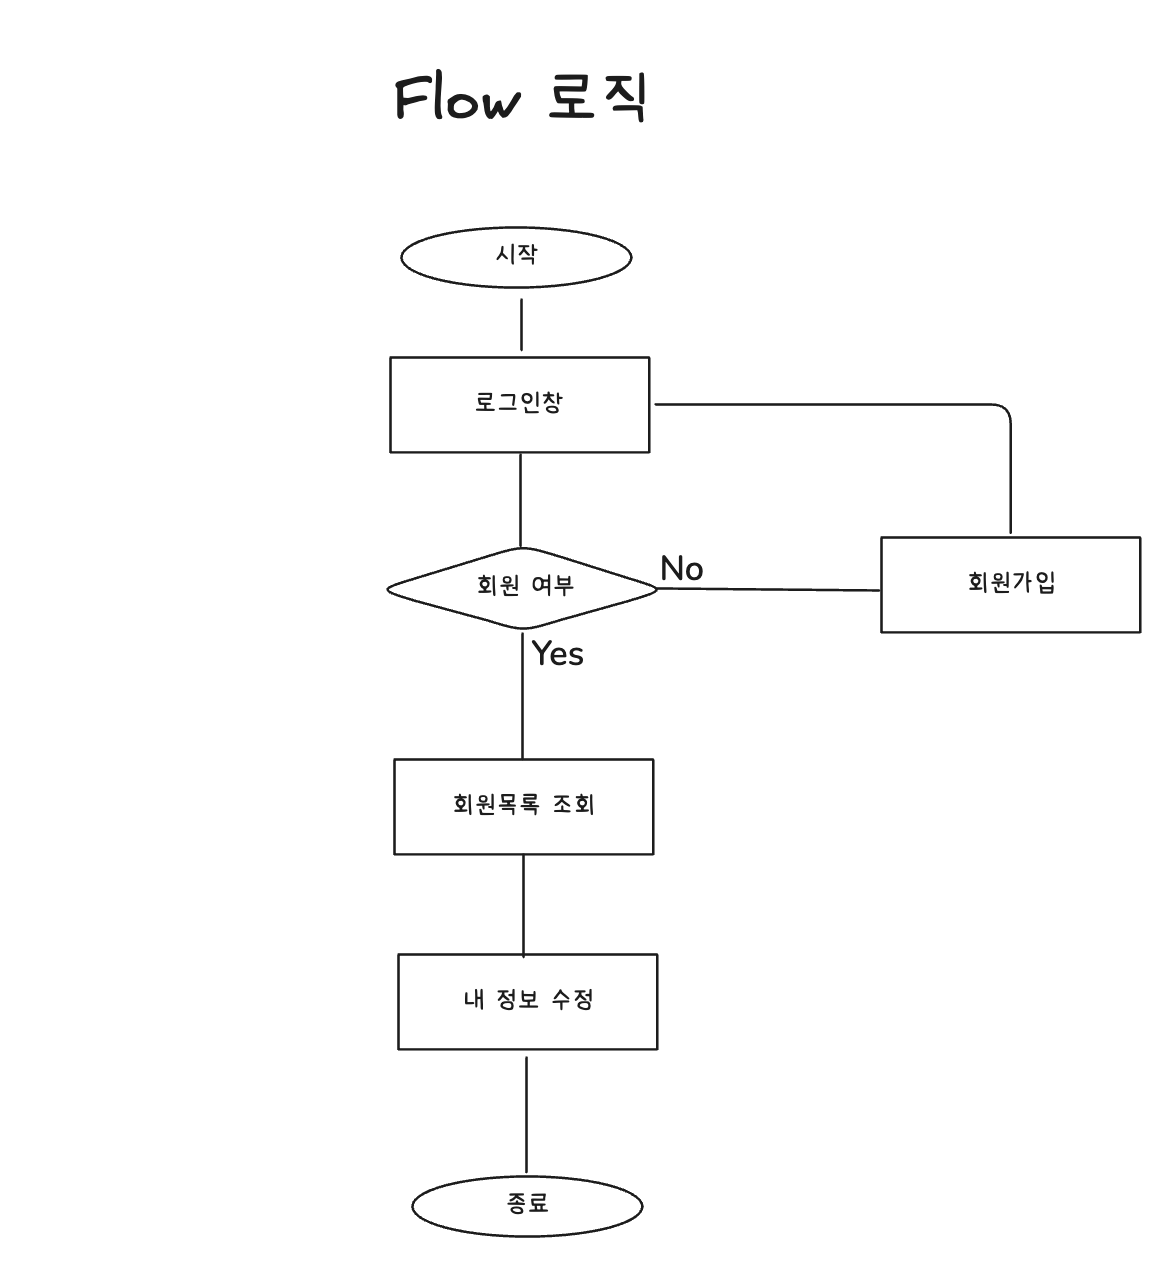 Flow 로직
시작
로그인창
회원 여부
No
회원가입
Yes
회원목록 조회
내 정보 수정
종료